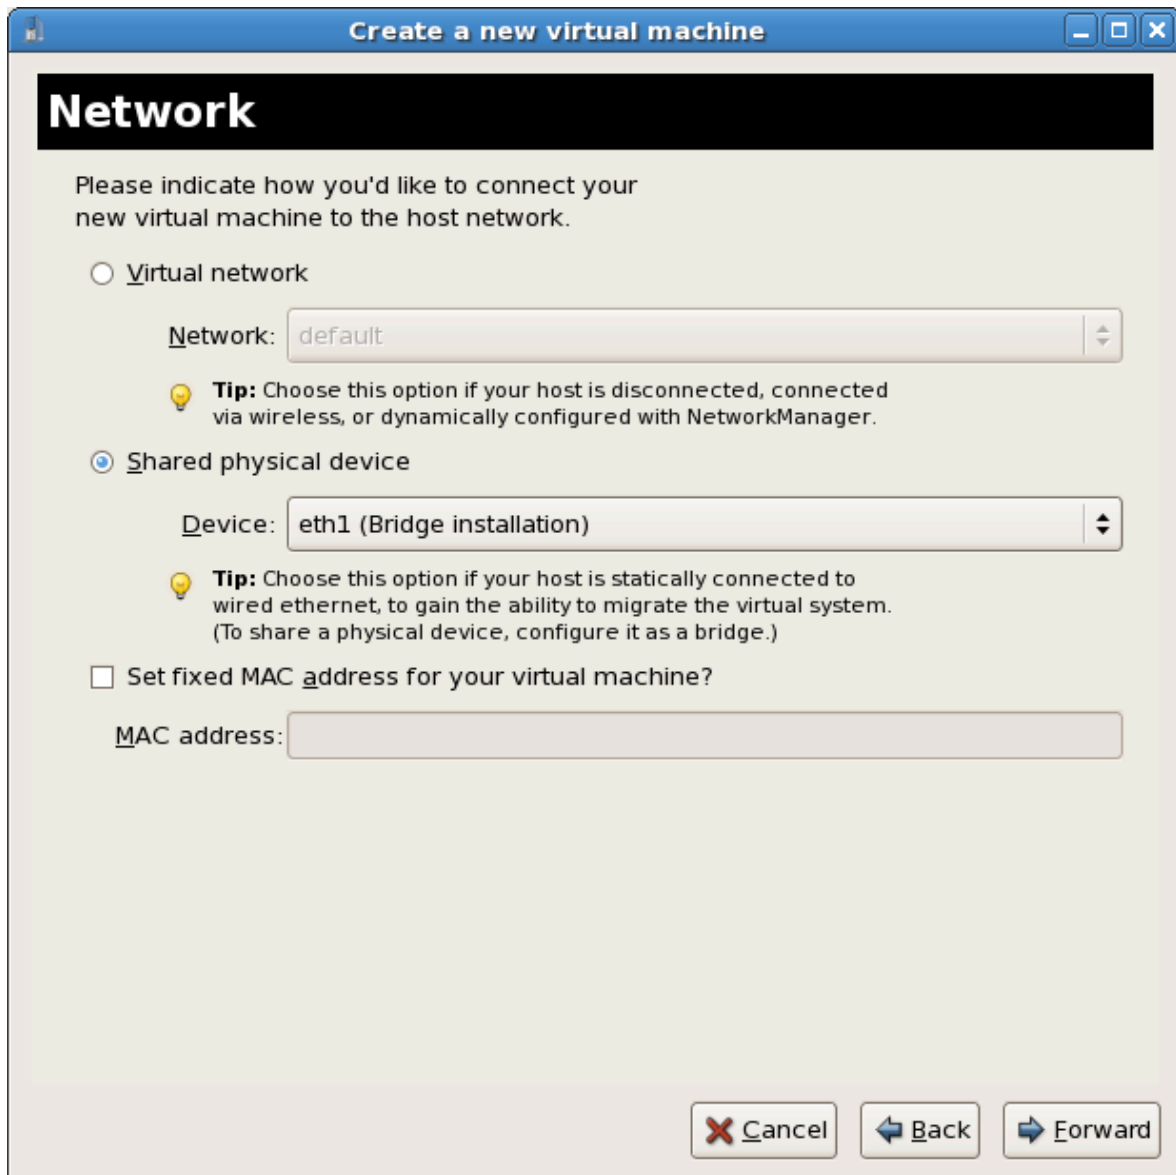 Create a new virtual machine
Network
Please indicate how you'd like to connect your
new virtual machine to the host network.
Virtual network
Network: default
Tip: Choose this option if your host is disconnected, connected
via wireless, or dynamically configured with NetworkManager.
Shared physical device
Device: eth1 (Bridge installation)
Tip: Choose this option if your host is statically connected to
wired ethernet, to gain the ability to migrate the virtual system.
(To share a physical device, configure it as a bridge.)
Set fixed MAC address for your virtual machine?
MAC address:
Cancel Back Forward